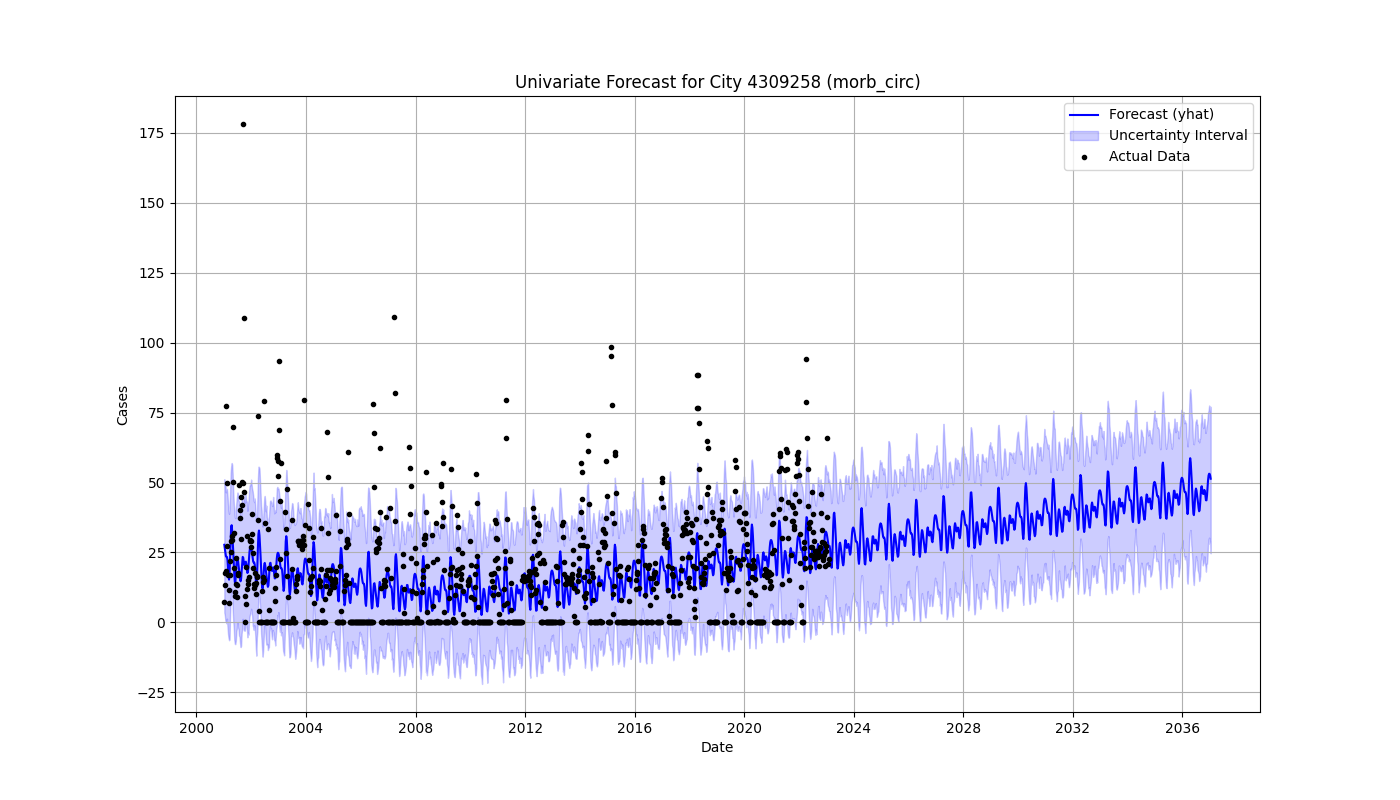 Univariate Forecast for City 4309258 (morb_circ)
Forecast (yhat)
Uncertainty Interval
Actual Data
175
150
125
100
75
50
25
0
−25
Cases
2000 2004 2008 2012 2016 2020 2024 2028 2032 2036
Date